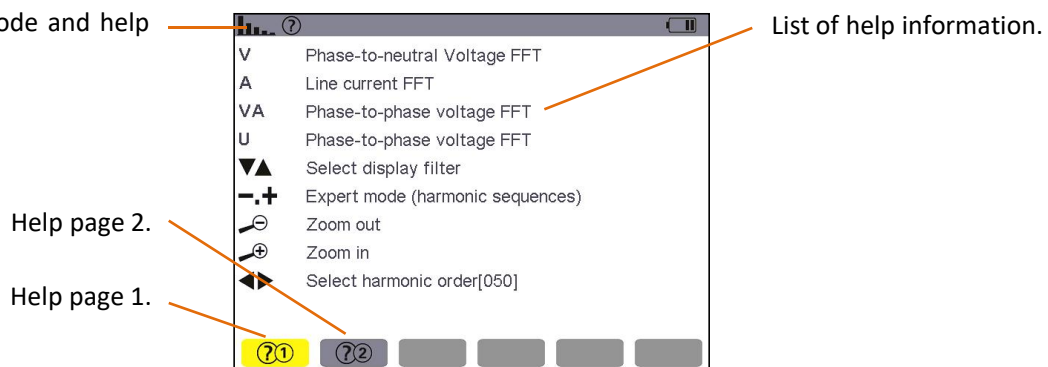 ode and help
List of help information.
?
V Phase-to-neutral Voltage FFT
A Line current FFT
VA Phase-to-phase voltage FFT
U Phase-to-phase voltage FFT
▼▲ Select display filter
−.+ Expert mode (harmonic sequences)
Zoom out
Zoom in
◀▶ Select harmonic order[050]
Help page 2.
Help page 1.
?1 ?2